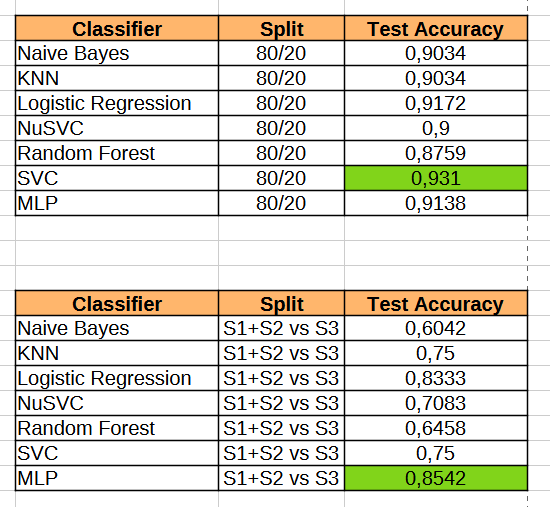 Classifier Split Test Accuracy
Naive Bayes 80/20 0,9034
KNN 80/20 0,9034
Logistic Regression 80/20 0,9172
NuSVC 80/20 0,9
Random Forest 80/20 0,8759
SVC 80/20 0,931
MLP 80/20 0,9138
Classifier Split Test Accuracy
Naive Bayes S1+S2 vs S3 0,6042
KNN S1+S2 vs S3 0,75
Logistic Regression S1+S2 vs S3 0,8333
NuSVC S1+S2 vs S3 0,7083
Random Forest S1+S2 vs S3 0,6458
SVC S1+S2 vs S3 0,75
MLP S1+S2 vs S3 0,8542